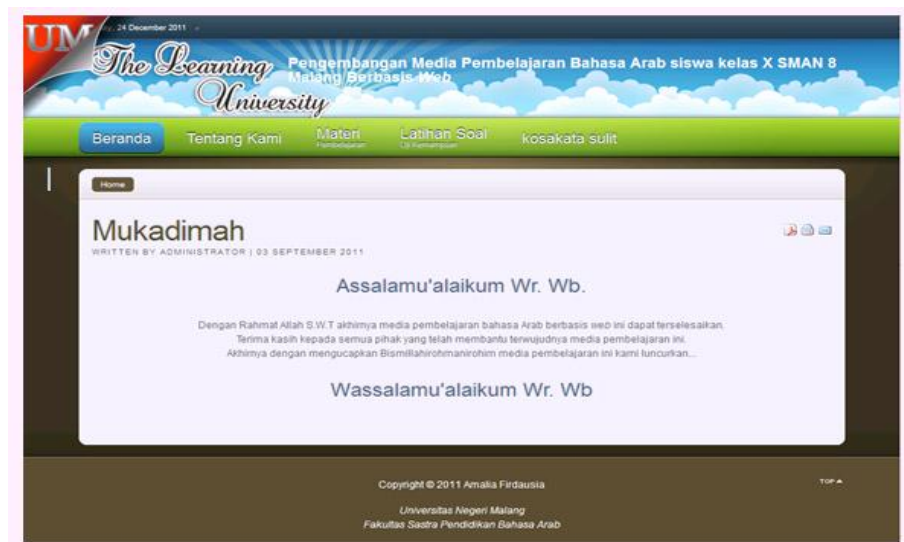 UM
24 December 2011
The Learning
University
Pengembangan Media Pembelajaran Bahasa Arab siswa kelas X SMAN 8
Malang Berbasis Web
Beranda
Tentang Kami
Materi
Pembelajaran
Latihan Soal
Uji Kemampuan
kosakata sulit
Home
Mukadimah
WRITTEN BY ADMINISTRATOR | 03 SEPTEMBER 2011
Assalamu'alaikum Wr. Wb.
Dengan Rahmat Allah S.W.T akhirnya media pembelajaran bahasa Arab berbasis web ini dapat terselesaikan.
Terima kasih kepada semua pihak yang telah membantu terwujudnya media pembelajaran ini.
Akhirnya dengan mengucapkan Bismillahirohmanirohim media pembelajaran ini kami luncurkan...
Wassalamu'alaikum Wr. Wb
Copyright © 2011 Amalia Firdausia
TOP
Universitas Negeri Malang
Fakultas Sastra Pendidikan Bahasa Arab